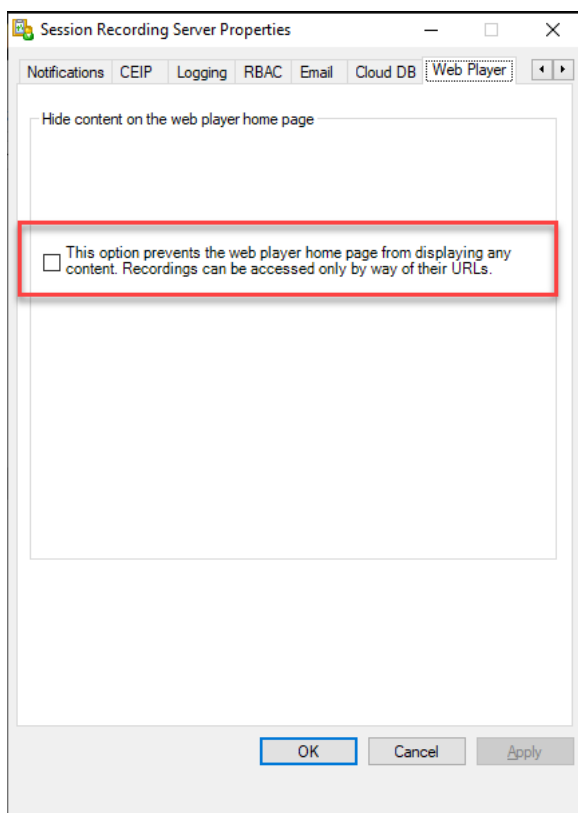 Session Recording Server Properties
Notifications CEIP Logging RBAC Email Cloud DB Web Player
Hide content on the web player home page
This option prevents the web player home page from displaying any
content. Recordings can be accessed only by way of their URLs.
OK Cancel Apply